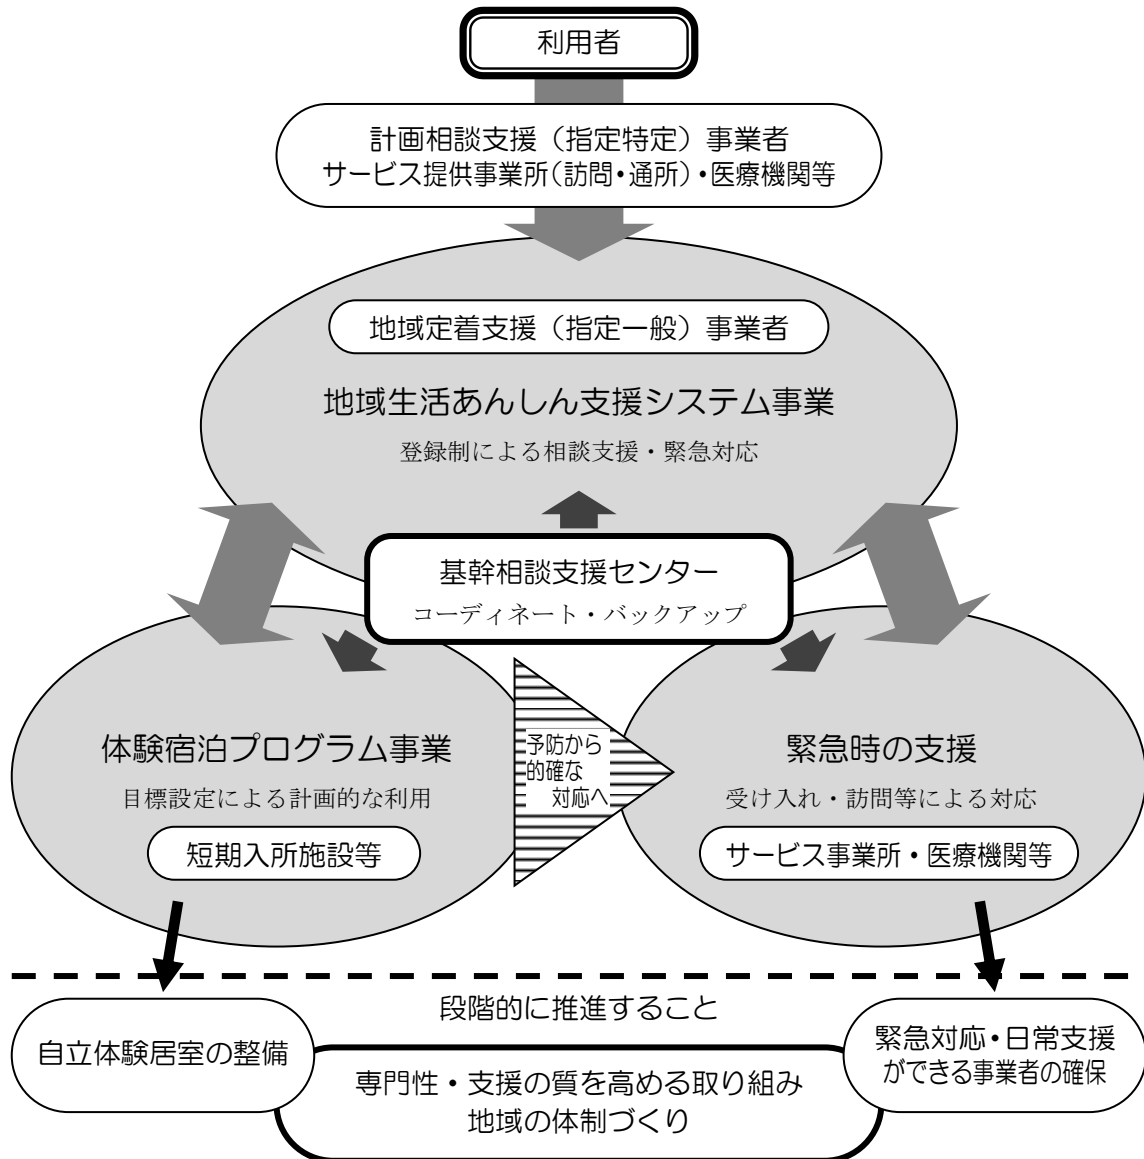 利用者
計画相談支援（指定特定）事業者
サービス提供事業所（訪問・通所）・医療機関等
地域定着支援（指定一般）事業者
地域生活あんしん支援システム事業
登録制による相談支援・緊急対応
基幹相談支援センター
コーディネート・バックアップ
体験宿泊プログラム事業
目標設定による計画的な利用
短期入所施設等
予防から
的確な
対応へ
緊急時の支援
受け入れ・訪問等による対応
サービス事業所・医療機関等
段階的に推進すること
自立体験居室の整備
専門性・支援の質を高める取り組み
地域の体制づくり
緊急対応・日常支援
ができる事業者の確保